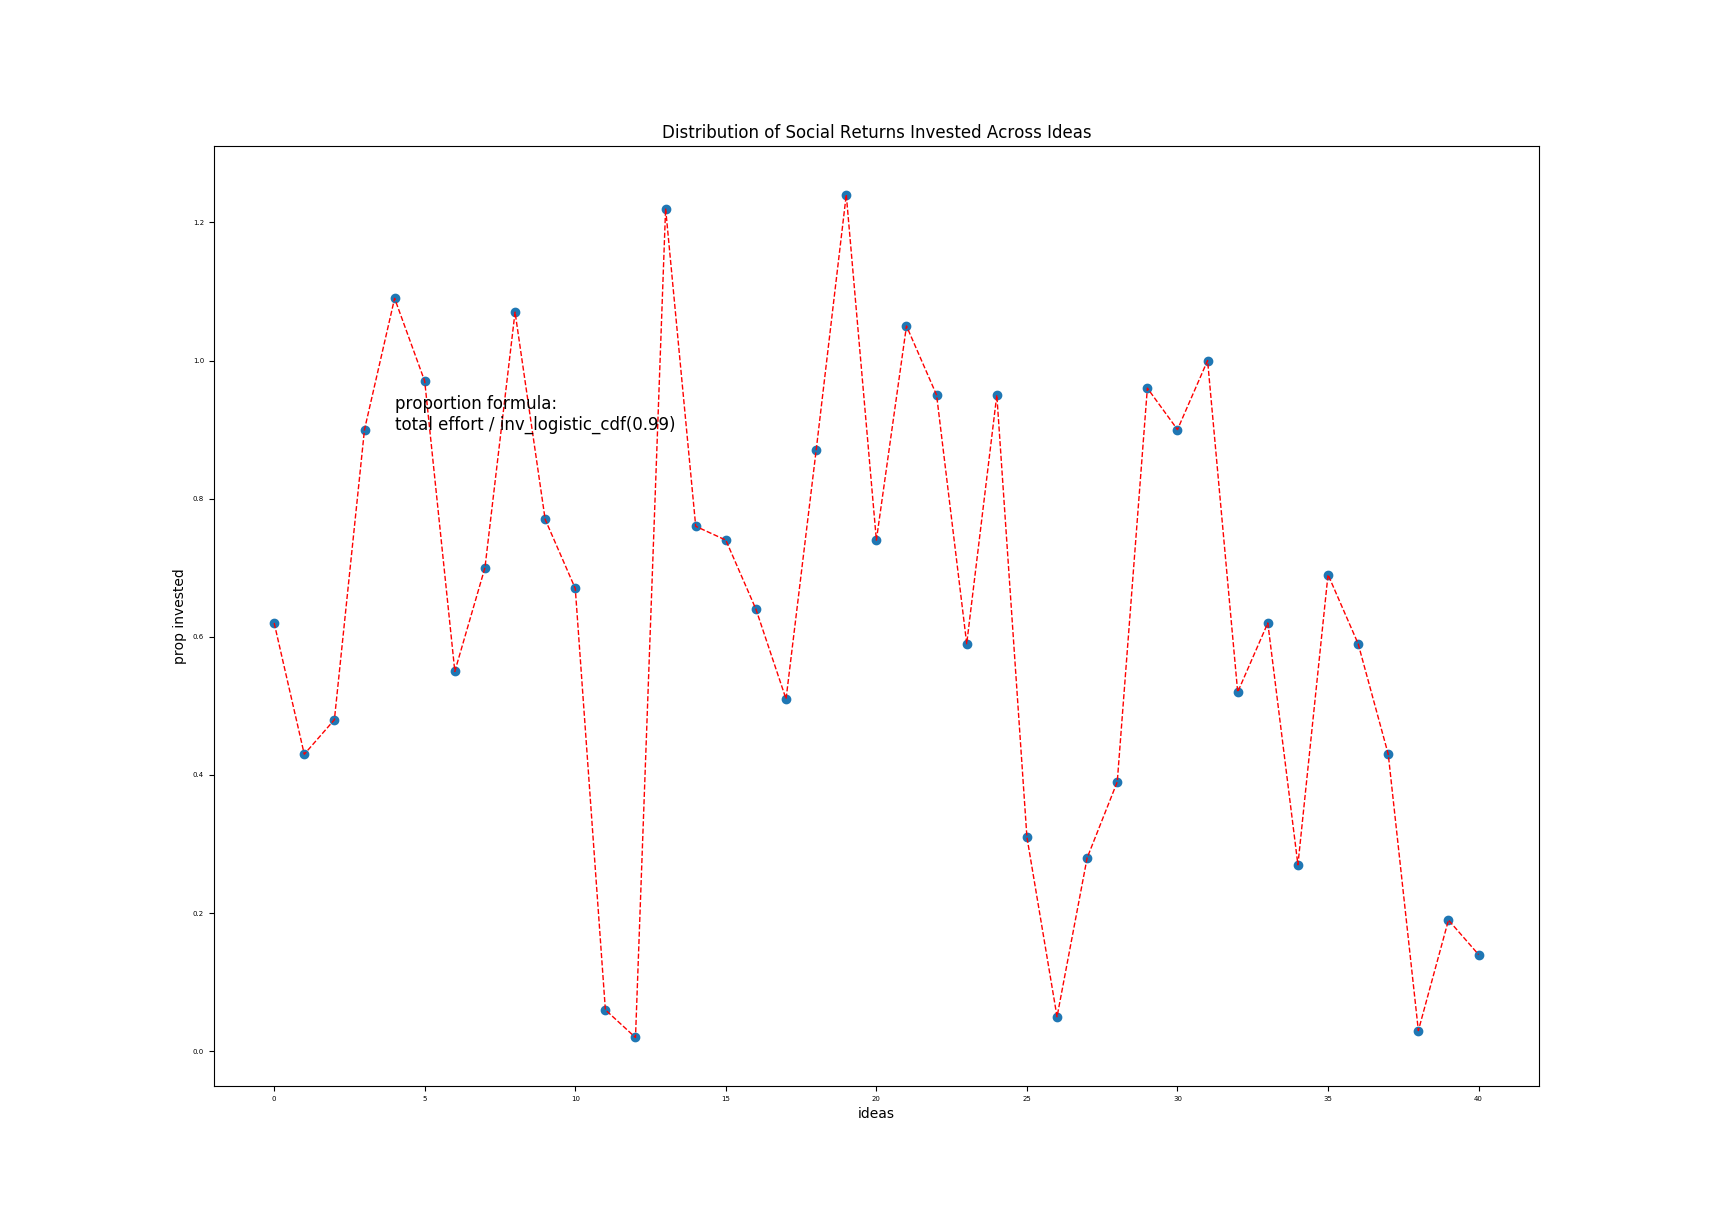 Distribution of Social Returns Invested Across Ideas
1.2
1.0
proportion formula:
total effort / inv_logistic_cdf(0.99)
0.8
prop invested
0.6
0.4
0.2
0.0
0 5 10 15 20 25 30 35 40
ideas